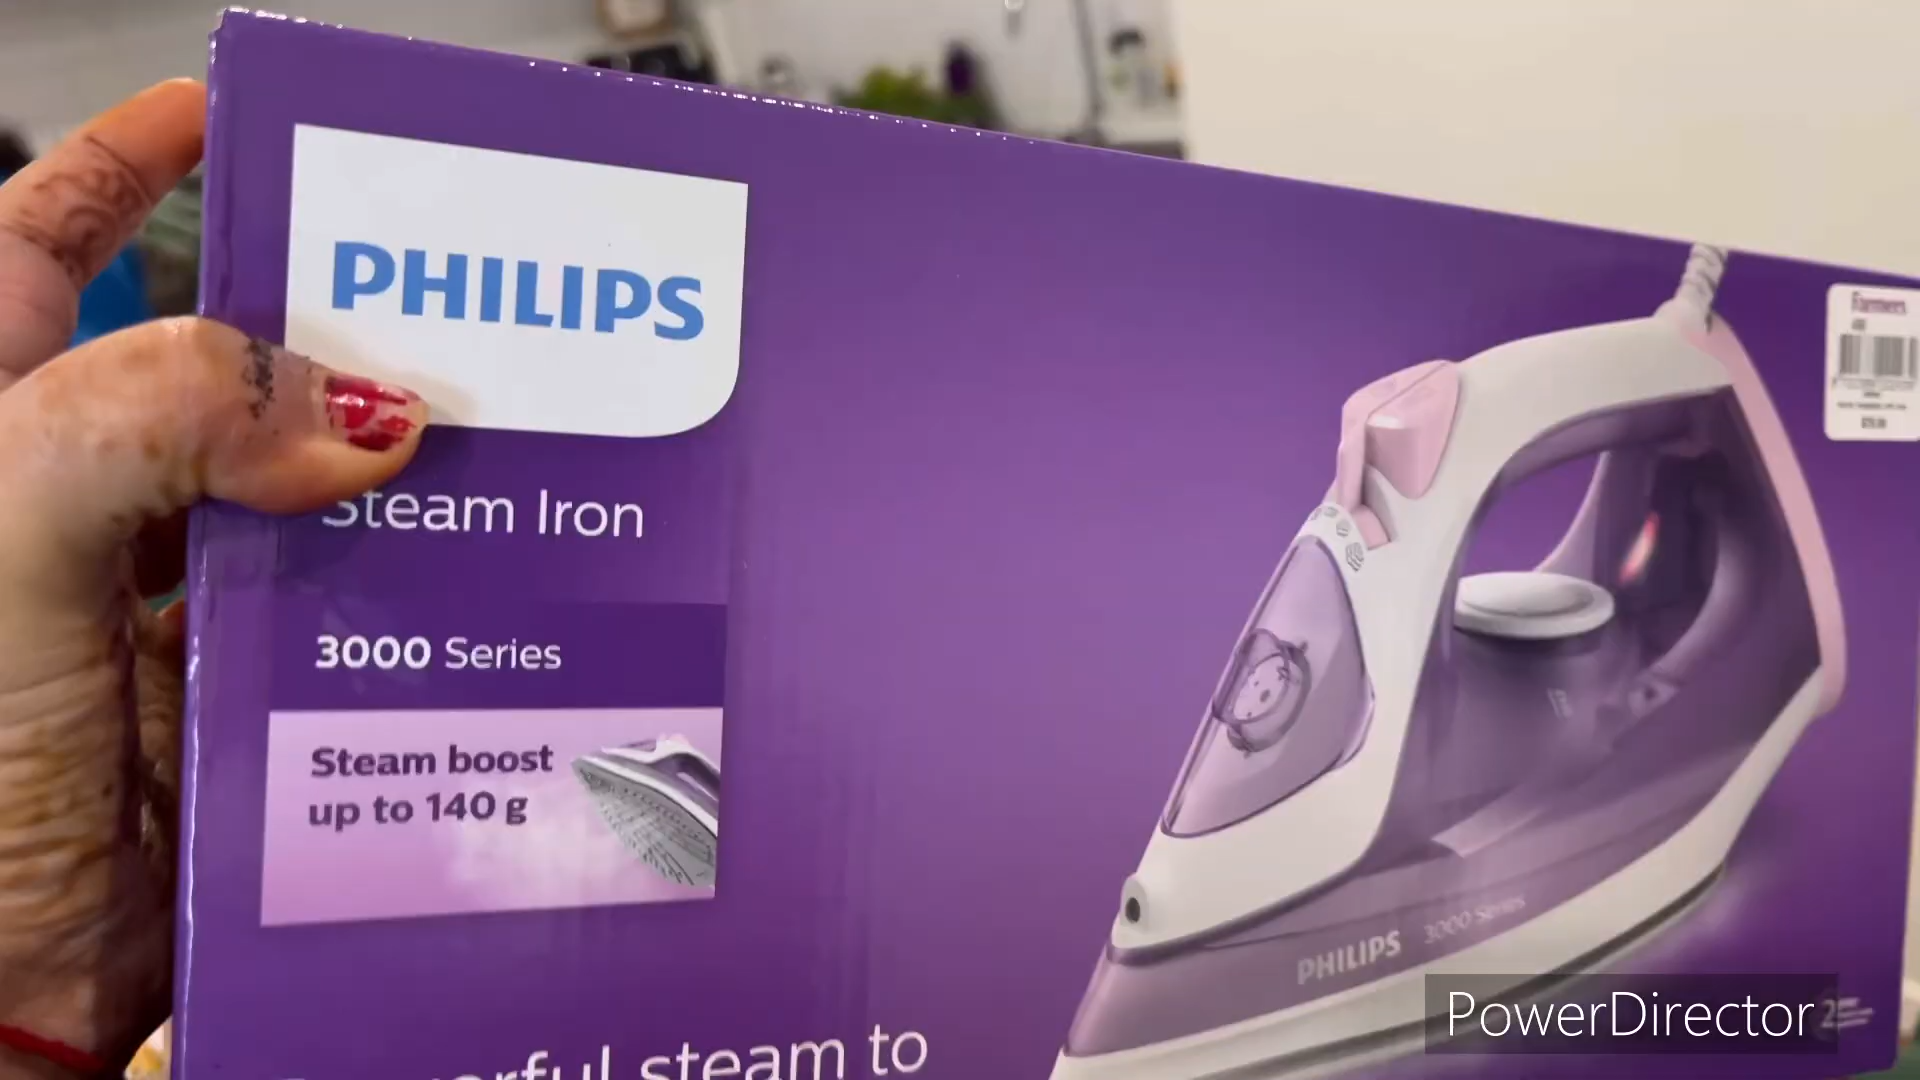 PHILIPS
Steam Iron
3000 Series
Steam boost
up to 140 g
steam to
Farmers
PHILIPS 3000 Series
PowerDirector